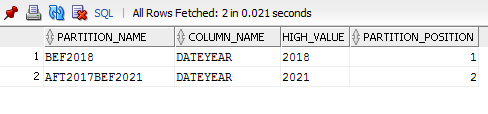 SQL | All Rows Fetched: 2 in 0.021 seconds
PARTITION_NAME COLUMN_NAME HIGH_VALUE PARTITION_POSITION
1 BEF2018 DATEYEAR 2018 1
2 AFT2017BEF2021 DATEYEAR 2021 2